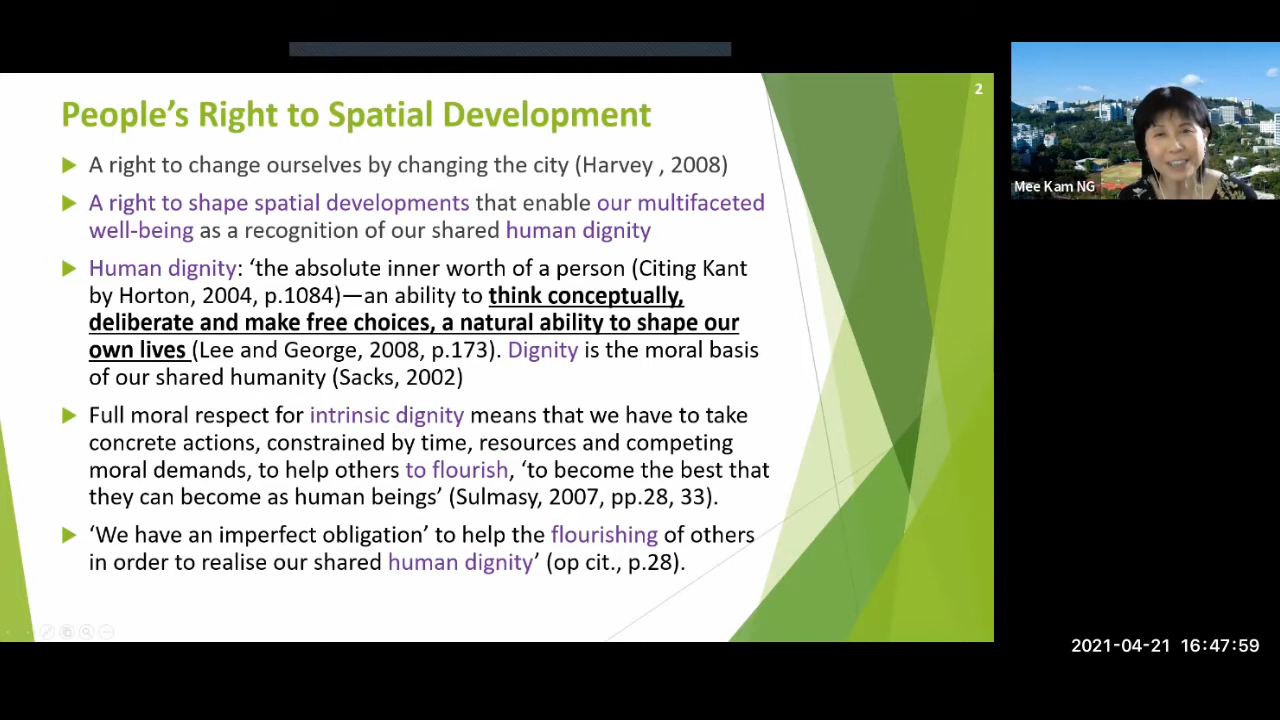 2
People's Right to Spatial Development
A right to change ourselves by changing the city (Harvey , 2008)
A right to shape spatial developments that enable our multifaceted
well-being as a recognition of our shared human dignity
Human dignity: ‘the absolute inner worth of a person (Citing Kant
by Horton, 2004, p.1084)—an ability to think conceptually,
deliberate and make free choices, a natural ability to shape our
own lives (Lee and George, 2008, p.173). Dignity is the moral basis
of our shared humanity (Sacks, 2002)
Full moral respect for intrinsic dignity means that we have to take
concrete actions, constrained by time, resources and competing
moral demands, to help others to flourish, ‘to become the best that
they can become as human beings’ (Sulmasy, 2007, pp.28, 33).
‘We have an imperfect obligation’ to help the flourishing of others
in order to realise our shared human dignity’ (op cit., p.28).
Mee Kam NG
2021-04-21 16:47:59